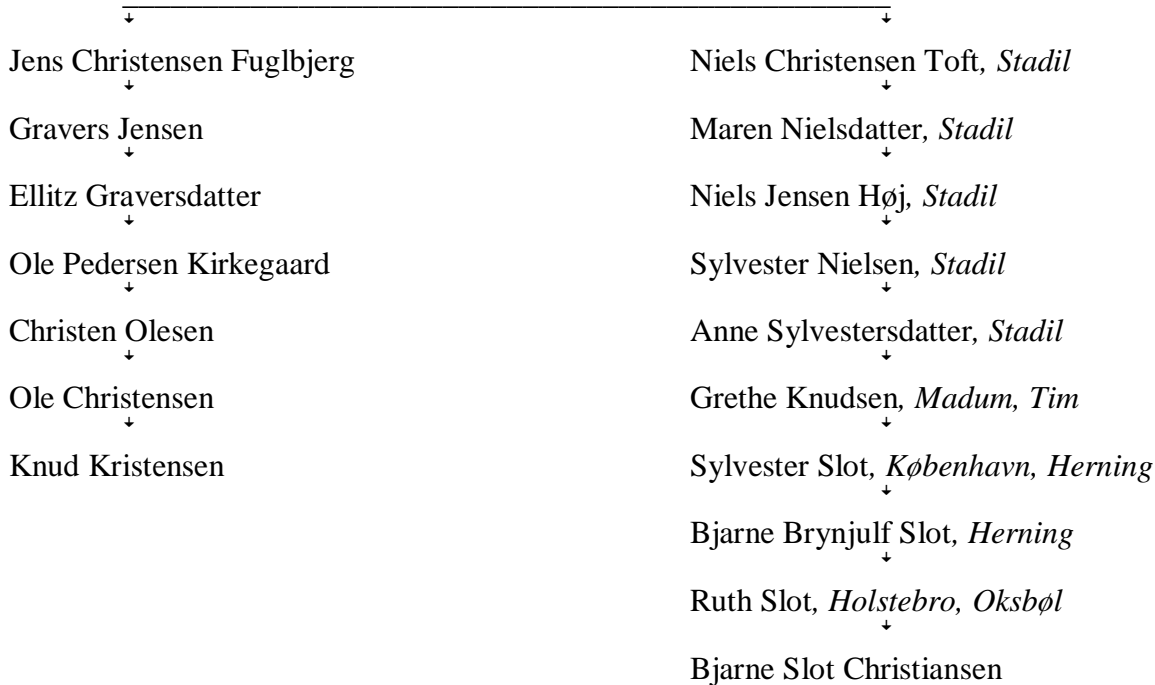 Jens Christensen Fuglbjerg
Niels Christensen Toft, Stadil
Gravers Jensen
Maren Nielsdatter, Stadil
Ellitz Graversdatter
Niels Jensen Høj, Stadil
Ole Pedersen Kirkegaard
Sylvester Nielsen, Stadil
Christen Olesen
Anne Sylvestersdatter, Stadil
Ole Christensen
Grethe Knudsen, Madum, Tim
Knud Kristensen
Sylvester Slot, København, Herning
Bjarne Brynjulf Slot, Herning
Ruth Slot, Holstebro, Oksbøl
Bjarne Slot Christiansen